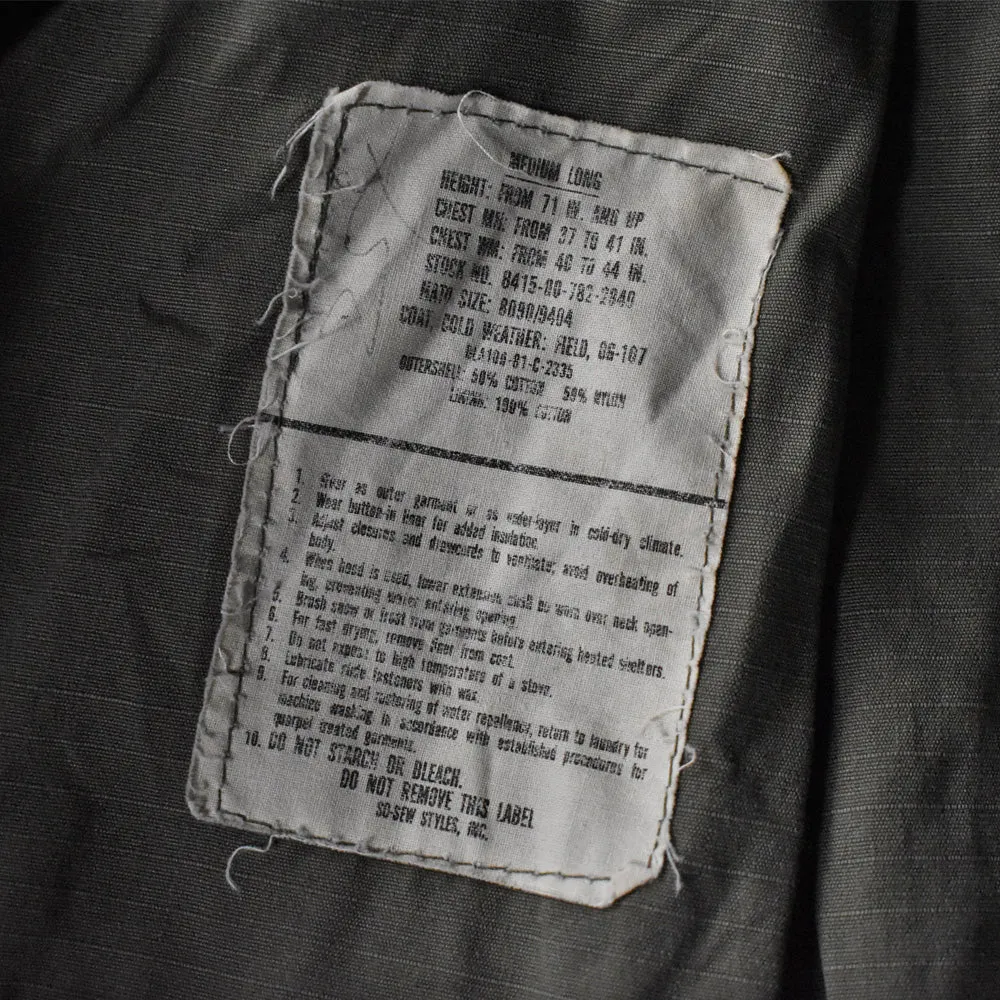 MEDIUM LONG
HEIGHT: FROM 71 IN. AND UP
CHEST MN: FROM 37 TO 41 IN.
CHEST WM: FROM 40 TO 44 IN.
STOCK NO. 8415-00-782-2940
NATO SIZE: 8090/9404
COAT, COLD WEATHER: FIELD, OG-107
DLA100-81-C-2335
OUTERSHELL: 50% COTTON 50% NYLON
LINING: 100% COTTON
1. Wear as outer garment or as under-layer in cold-dry climate.
2. Wear button-in liner for added insulation.
3. Adjust closures and drawcords to ventilate; avoid overheating of
body.
4. When hood is used, lower extension must be worn over neck open-
ing, preventing water entering opening.
5. Brush snow or frost from garments before entering heated shelters.
6. For fast drying, remove liner from coat.
7. Do not expose to high temperature of a stove.
8. Lubricate slide fasteners with wax.
9. For cleaning and restoring of water repellency, return to laundry for
machine washing in accordance with established procedures for
quarpel treated garments.
10. DO NOT STARCH OR BLEACH.
DO NOT REMOVE THIS LABEL
SO-SEW STYLES, INC.